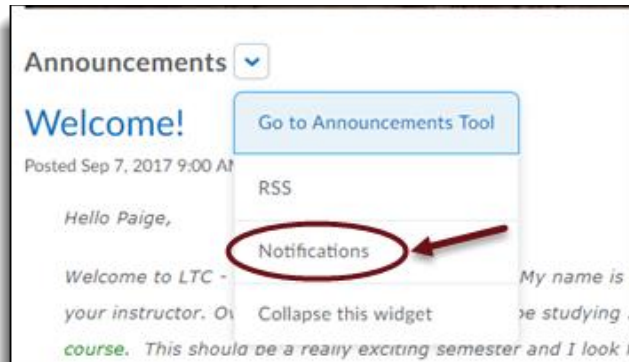 Announcements
Welcome!
Go to Announcements Tool
Posted Sep 7, 2017 9:00 AM
RSS
Hello Paige,
Notifications
Welcome to LTC - My name is
your instructor. Collapse this widget be studying
course. This should be a really exciting semester and I look